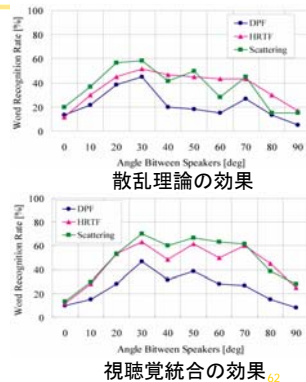 100
80
60
40
20
0
Word Recognition Rate [%]
DPF
HRTF
Scattering
0 10 20 30 40 50 60 70 80 90
Angle Bitween Speakers [deg]
散乱理論の効果
100
80
60
40
20
0
Word Recognition Rate [%]
DPF
HRTF
Scattering
0 10 20 30 40 50 60 70 80 90
Angle Bitween Speakers [deg]
視聴覚統合の効果
62